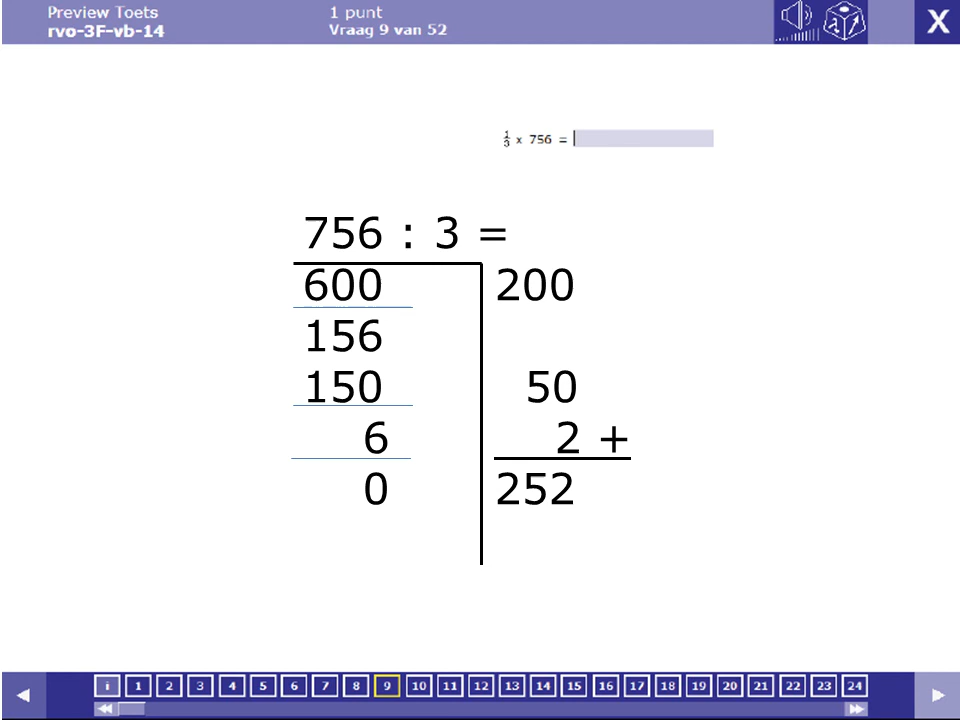 Preview Toets
rvo-3F-vb-14
1 punt
Vraag 9 van 52
X
1/3 x 756 =
756 : 3 =
600 200
156
150 50
6 2 +
0 252
i 1 2 3 4 5 6 7 8 9 10 11 12 13 14 15 16 17 18 19 20 21 22 23 24